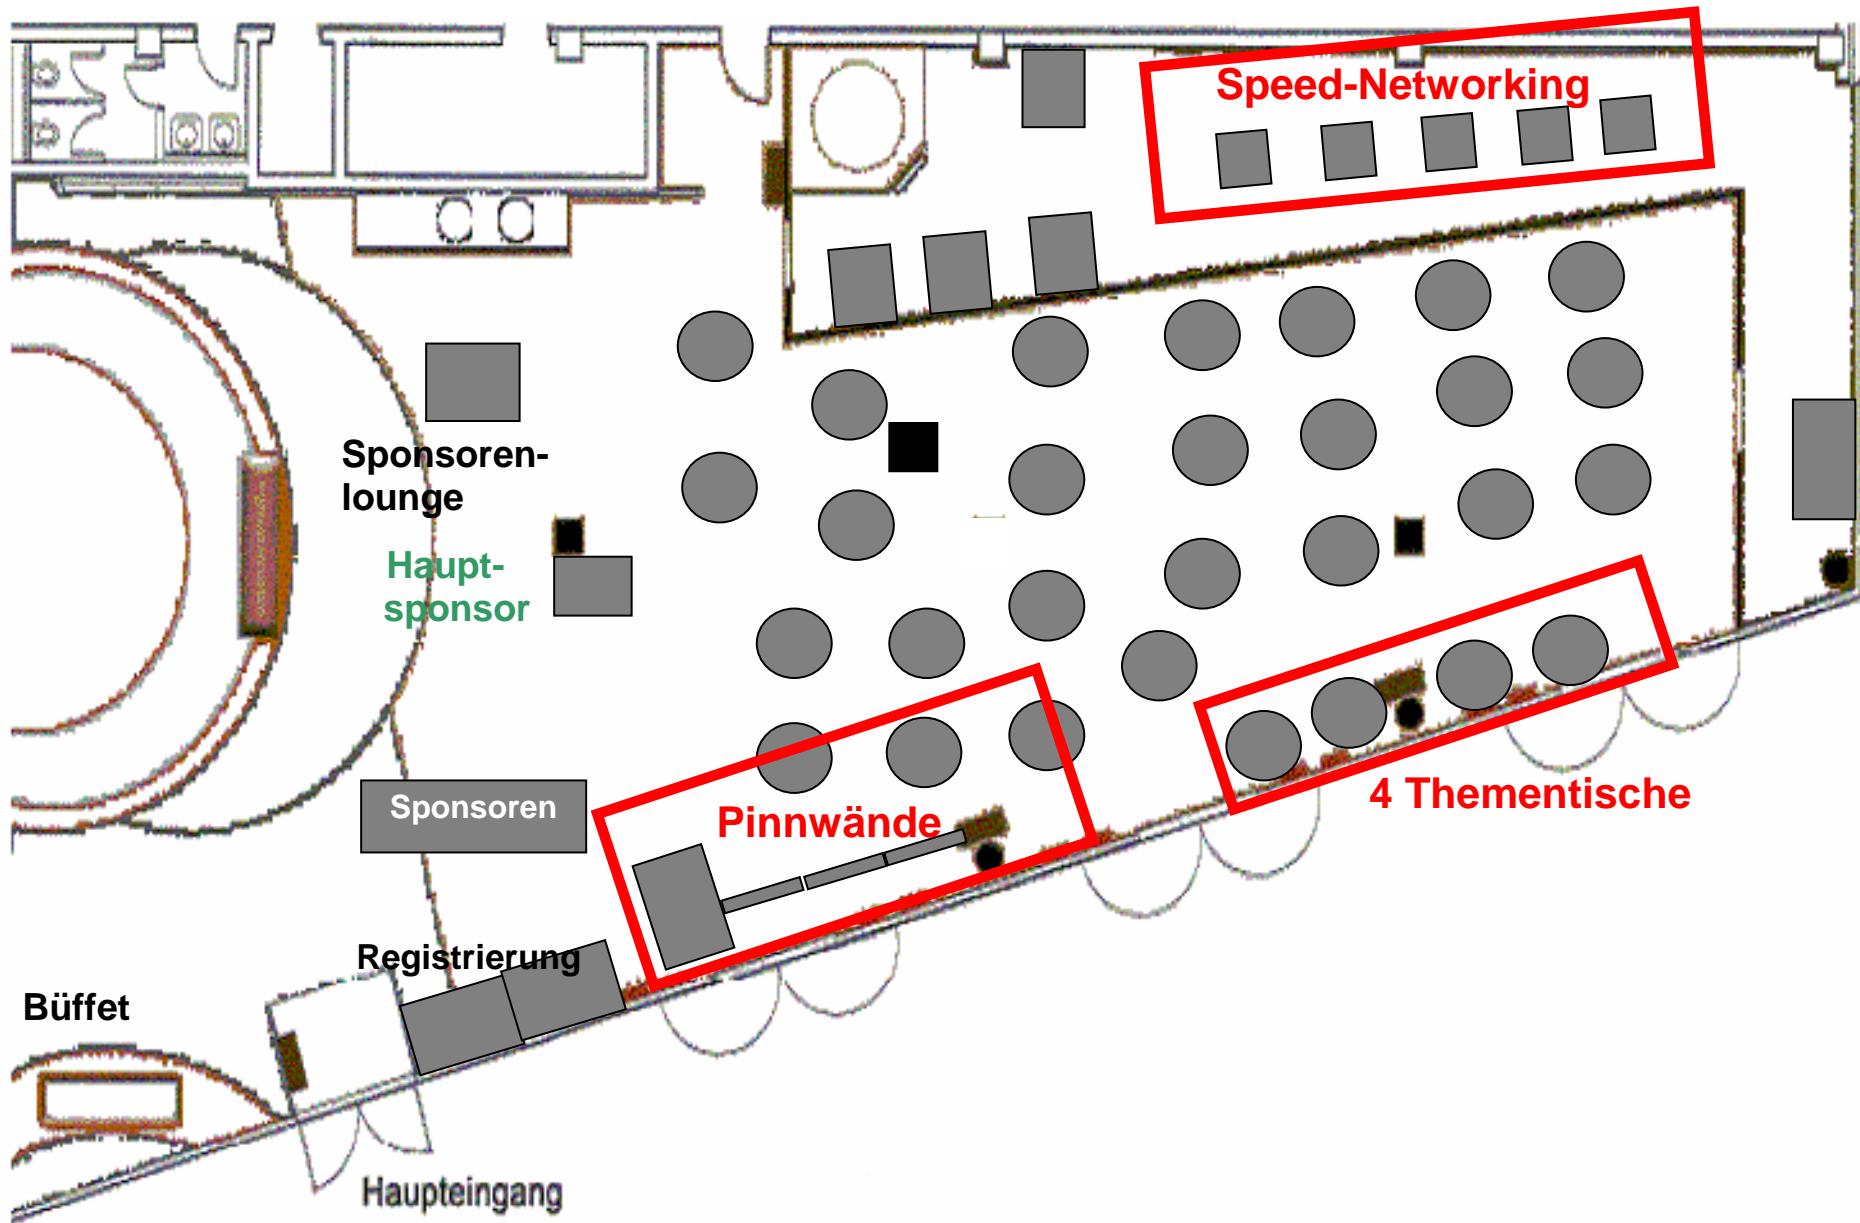 Speed-Networking
Sponsoren-
lounge
Haupt-
sponsor
Sponsoren
Pinnwände
4 Thementische
Registrierung
Büffet
Haupteingang